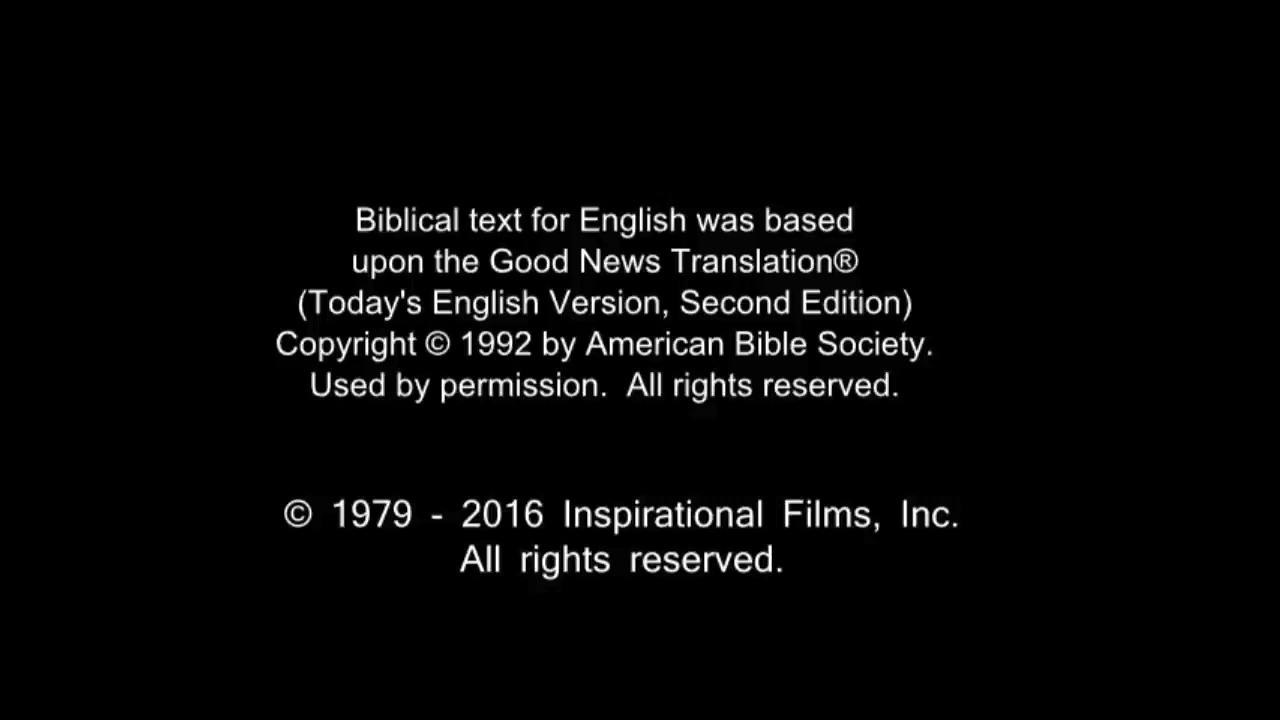 Biblical text for English was based
upon the Good News Translation®
(Today's English Version, Second Edition)
Copyright © 1992 by American Bible Society.
Used by permission.  All rights reserved.
© 1979 - 2016 Inspirational Films, Inc.
All rights reserved.